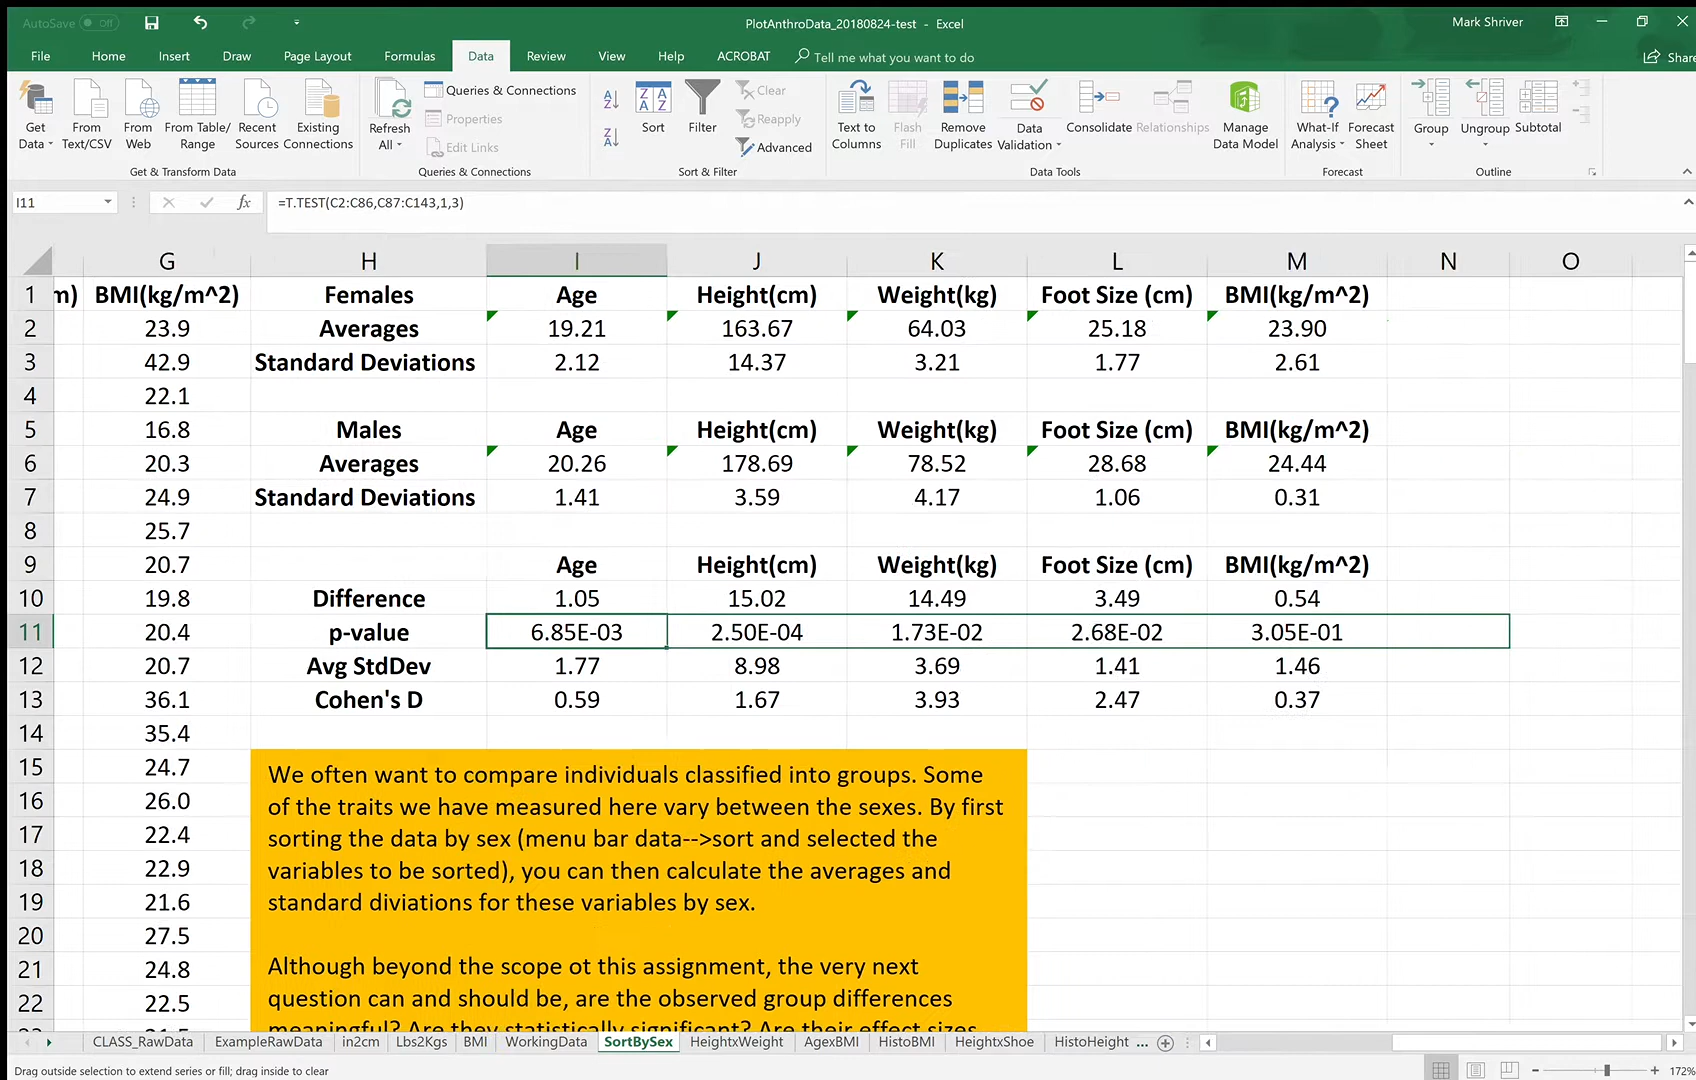 AutoSave Off
PlotAnthroData_20180824-test - Excel
Mark Shriver
File Home Insert Draw Page Layout Formulas Data Review View Help ACROBAT Tell me what you want to do Share
Get Data From Text/CSV From Web From Table/ Range Recent Sources Existing Connections
Get & Transform Data
Refresh All Queries & Connections Properties Edit Links
Queries & Connections
Sort Filter Clear Reapply Advanced
Sort & Filter
Text to Columns Flash Fill Remove Duplicates Data Validation Consolidate Relationships Manage Data Model
Data Tools
What-If Analysis Forecast Sheet
Forecast
Group Ungroup Subtotal
Outline
I11 fx =T.TEST(C2:C86,C87:C143,1,3)
G H I J K L M N O
1 m) BMI(kg/m^2) Females Age Height(cm) Weight(kg) Foot Size (cm) BMI(kg/m^2)
2 23.9 Averages 19.21 163.67 64.03 25.18 23.90
3 42.9 Standard Deviations 2.12 14.37 3.21 1.77 2.61
4 22.1
5 16.8 Males Age Height(cm) Weight(kg) Foot Size (cm) BMI(kg/m^2)
6 20.3 Averages 20.26 178.69 78.52 28.68 24.44
7 24.9 Standard Deviations 1.41 3.59 4.17 1.06 0.31
8 25.7
9 20.7 Age Height(cm) Weight(kg) Foot Size (cm) BMI(kg/m^2)
10 19.8 Difference 1.05 15.02 14.49 3.49 0.54
11 20.4 p-value 6.85E-03 2.50E-04 1.73E-02 2.68E-02 3.05E-01
12 20.7 Avg StdDev 1.77 8.98 3.69 1.41 1.46
13 36.1 Cohen's D 0.59 1.67 3.93 2.47 0.37
14 35.4
15 24.7
16 26.0
17 22.4
18 22.9
19 21.6
20 27.5
21 24.8
22 22.5
We often want to compare individuals classified into groups. Some
of the traits we have measured here vary between the sexes. By first
sorting the data by sex (menu bar data-->sort and selected the
variables to be sorted), you can then calculate the averages and
standard diviations for these variables by sex.
Although beyond the scope ot this assignment, the very next
question can and should be, are the observed group differences
meaningful? Are they statistically significant? Are their effect sizes
CLASS_RawData ExampleRawData in2cm Lbs2Kgs BMI WorkingData SortBySex HeightxWeight AgexBMI HistoBMI HeightxShoe HistoHeight ...
Drag outside selection to extend series or fill; drag inside to clear
172%